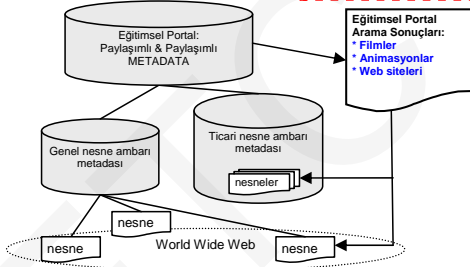 Eğitimsel Portal:
Paylaşımlı & Paylaşımlı
METADATA
Eğitimsel Portal
Arama Sonuçları:
* Filmler
* Animasyonlar
* Web siteleri
Genel nesne ambarı
metadası
Ticari nesne ambarı
metadası
nesneler
nesne
nesne
World Wide Web
nesne